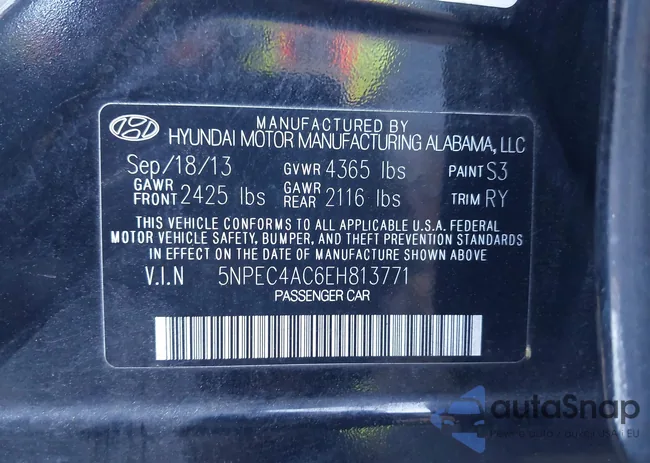 MANUFACTURED BY
HYUNDAI MOTOR MANUFACTURING ALABAMA, LLC
Sep/18/13 GVWR 4365 lbs PAINT S3
GAWR FRONT 2425 lbs GAWR REAR 2116 lbs TRIM RY
THIS VEHICLE CONFORMS TO ALL APPLICABLE U.S.A. FEDERAL
MOTOR VEHICLE SAFETY, BUMPER, AND THEFT PREVENTION STANDARDS
IN EFFECT ON THE DATE OF MANUFACTURE SHOWN ABOVE
V.I.N 5NPEC4AC6EH813771
PASSENGER CAR
autoSnap